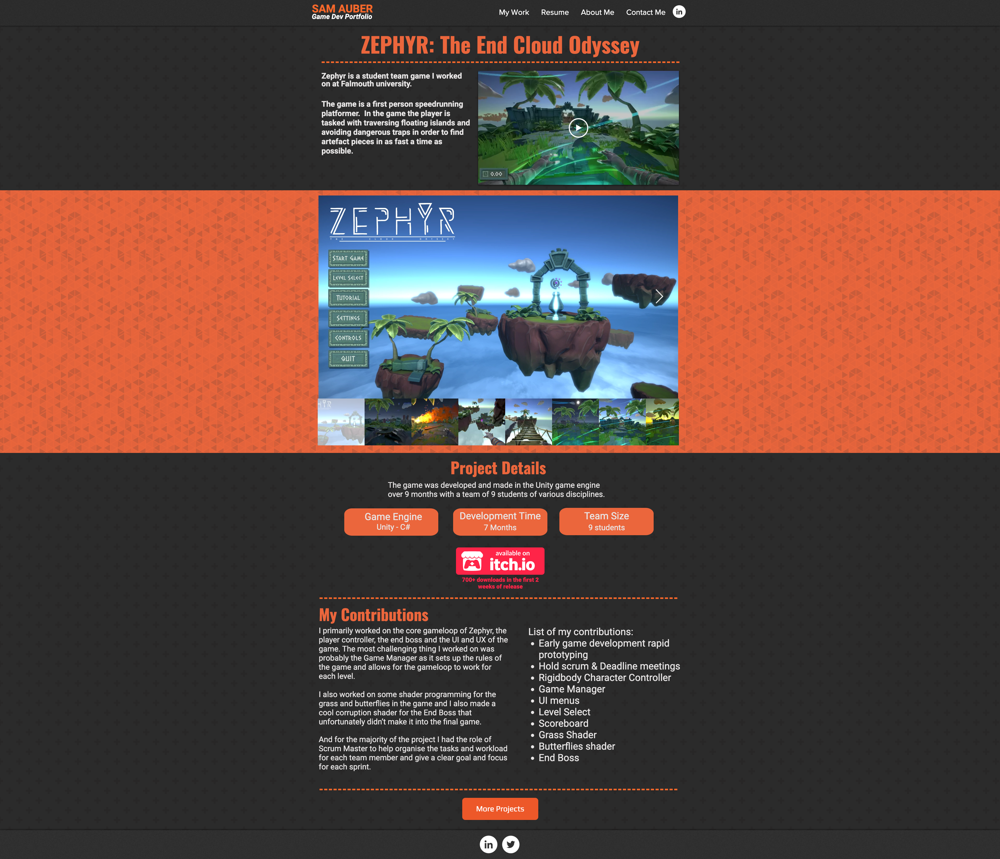 SAM AUBER
Game Dev Portfolio
My Work
Resume
About Me
Contact Me
in
ZEPHYR: The End Cloud Odyssey
Zephyr is a student team game I worked
on at Falmouth university.
The game is a first person speedrunning
platformer. In the game the player is
tasked with traversing floating islands and
avoiding dangerous traps in order to find
artefact pieces in as fast a time as
possible.
0.00
ZEPHYR
THE CLOUD ODYSSEY
START GAME
LEVEL SELECT
TUTORIAL
SETTINGS
CONTROLS
QUIT
HYR
Project Details
The game was developed and made in the Unity game engine
over 9 months with a team of 9 students of various disciplines.
Game Engine
Unity - C#
Development Time
7 Months
Team Size
9 students
available on
itch.io
700+ downloads in the first 2
weeks of release
My Contributions
I primarily worked on the core gameloop of Zephyr, the
player controller, the end boss and the UI and UX of the
game. The most challenging thing I worked on was
probably the Game Manager as it sets up the rules of
the game and allows for the gameloop to work for
each level.
I also worked on some shader programming for the
grass and butterflies in the game and I also made a
cool corruption shader for the End Boss that
unfortunately didn't make it into the final game.
And for the majority of the project I had the role of
Scrum Master to help organise the tasks and workload
for each team member and give a clear goal and focus
for each sprint.
List of my contributions:
• Early game development rapid
prototyping
• Hold scrum & Deadline meetings
• Rigidbody Character Controller
• Game Manager
• UI menus
• Level Select
• Scoreboard
• Grass Shader
• Butterflies shader
• End Boss
More Projects
in